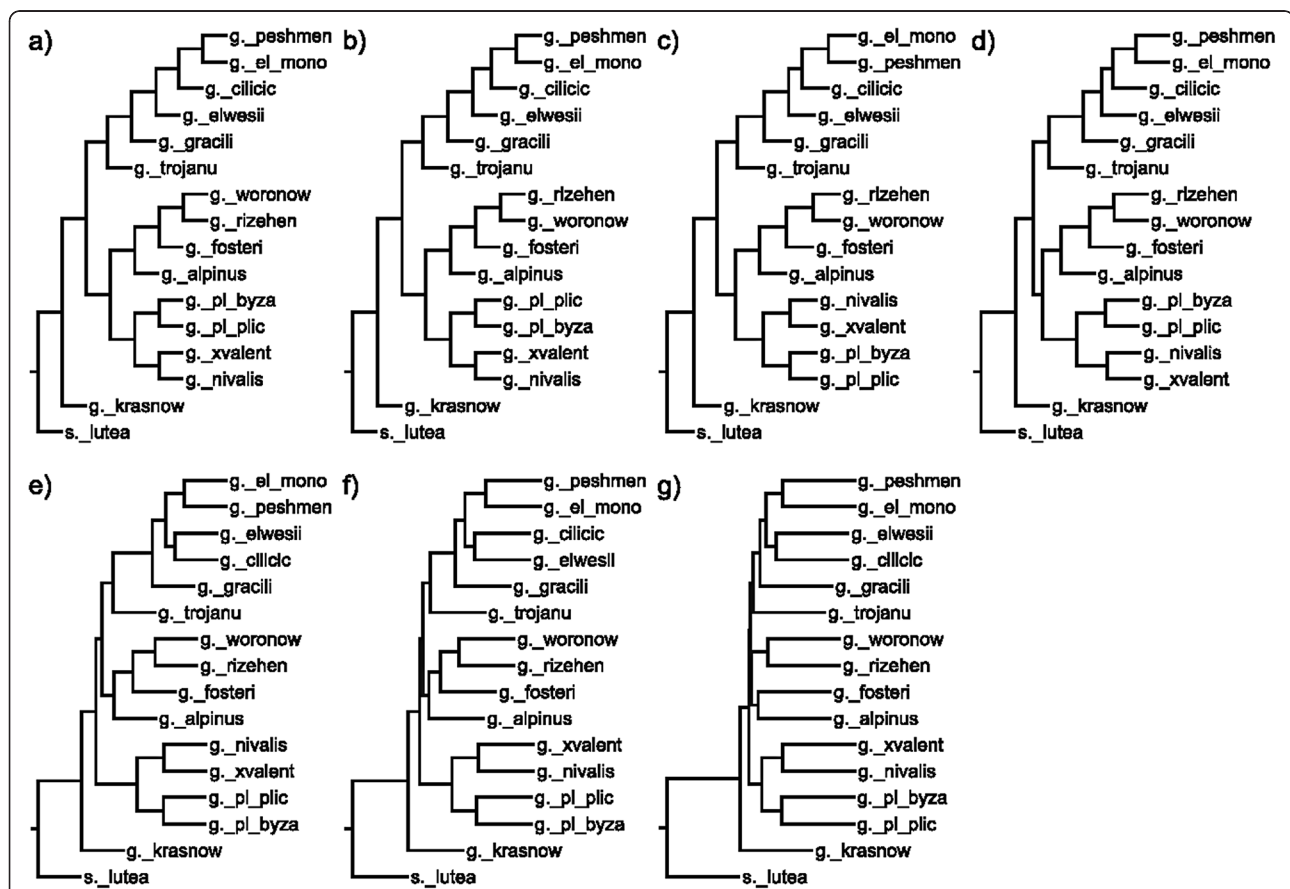 a)
g._peshmen
g._el_mono
g._cilicic
g._elwesii
g._gracili
g._trojanu
g._woronow
g._rizehen
g._fosteri
g._alpinus
g._pl_byza
g._pl_plic
g._xvalent
g._nivalis
g._krasnow
s._lutea
b)
g._peshmen
g._el_mono
g._cilicic
g._elwesii
g._gracili
g._trojanu
g._rizehen
g._woronow
g._fosteri
g._alpinus
g._pl_plic
g._pl_byza
g._xvalent
g._nivalis
g._krasnow
s._lutea
c)
g._el_mono
g._peshmen
g._cilicic
g._elwesii
g._gracili
g._trojanu
g._rizehen
g._woronow
g._fosteri
g._alpinus
g._nivalis
g._xvalent
g._pl_byza
g._pl_plic
g._krasnow
s._lutea
d)
g._peshmen
g._el_mono
g._cilicic
g._elwesii
g._gracili
g._trojanu
g._rizehen
g._woronow
g._fosteri
g._alpinus
g._pl_byza
g._pl_plic
g._nivalis
g._xvalent
g._krasnow
s._lutea
e)
g._el_mono
g._peshmen
g._elwesii
g._cilicic
g._gracili
g._trojanu
g._woronow
g._rizehen
g._fosteri
g._alpinus
g._nivalis
g._xvalent
g._pl_plic
g._pl_byza
g._krasnow
s._lutea
f)
g._peshmen
g._el_mono
g._cilicic
g._elwesii
g._gracili
g._trojanu
g._woronow
g._rizehen
g._fosteri
g._alpinus
g._xvalent
g._nivalis
g._pl_plic
g._pl_byza
g._krasnow
s._lutea
g)
g._peshmen
g._el_mono
g._elwesii
g._cilicic
g._gracili
g._trojanu
g._woronow
g._rizehen
g._fosteri
g._alpinus
g._xvalent
g._nivalis
g._pl_byza
g._pl_plic
g._krasnow
s._lutea